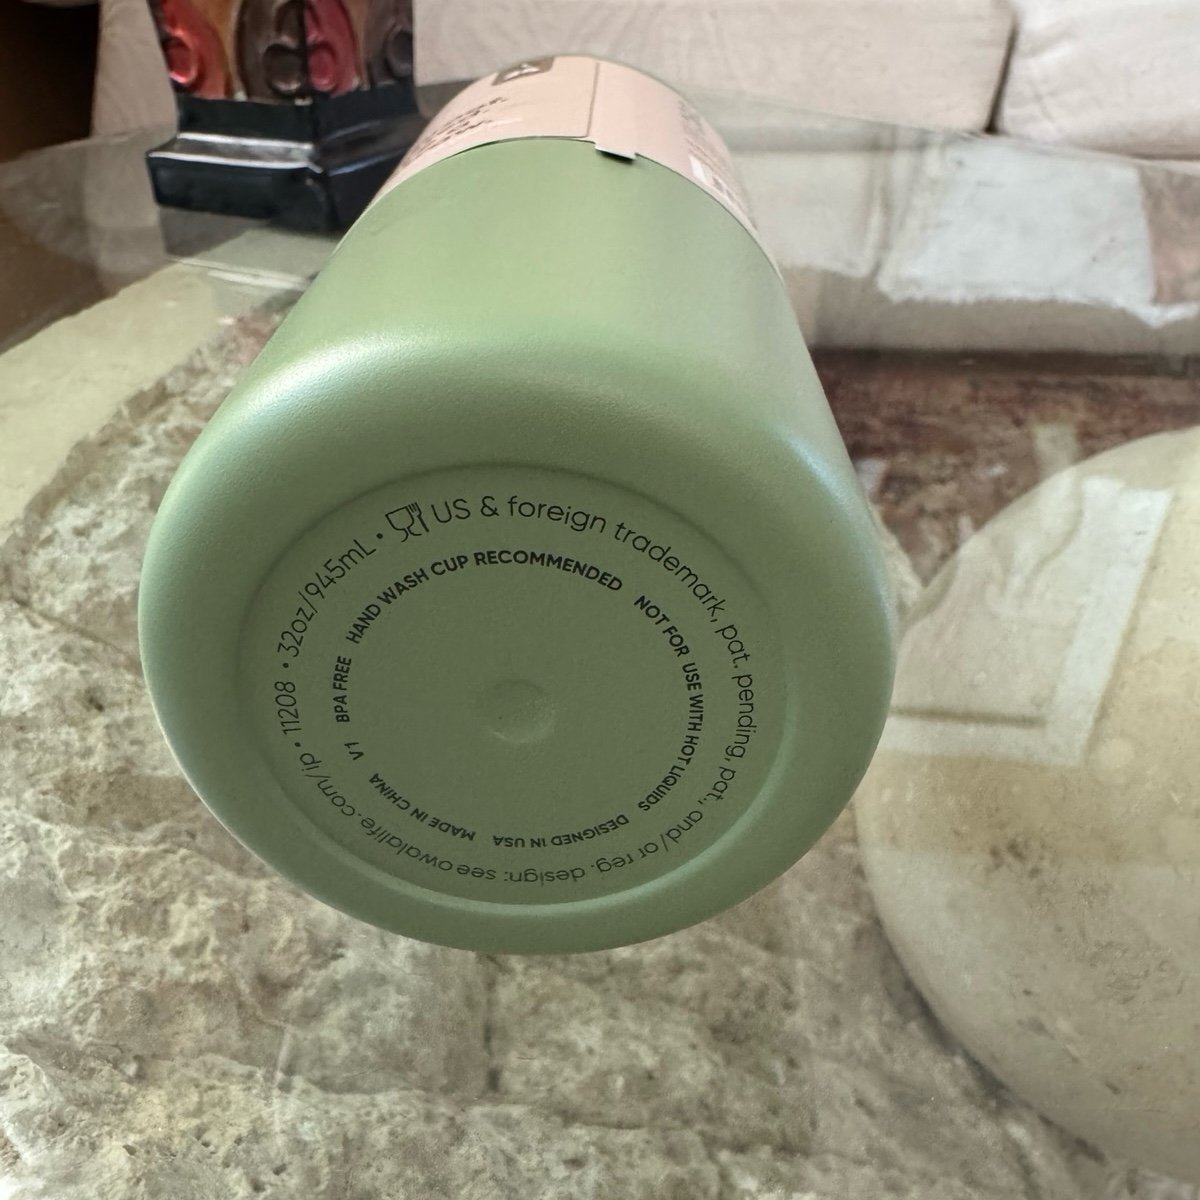 US & foreign trademark, pat. pending, pat., and/or reg. design: see owalalife.com/ip • 11208 • 32oz/945mL •
HAND WASH CUP RECOMMENDED NOT FOR USE WITH HOT LIQUIDS DESIGNED IN USA MADE IN CHINA V1 BPA FREE